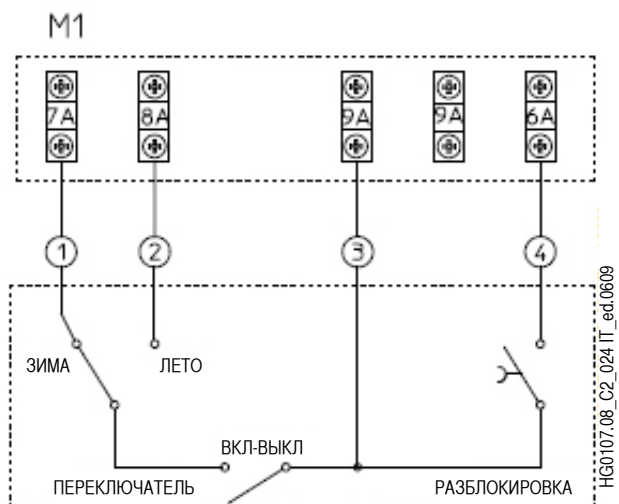 M1
7A 8A 9A 9A 6A
1 2 3 4
ЗИМА ЛЕТО
ВКЛ-ВЫКЛ
ПЕРЕКЛЮЧАТЕЛЬ РАЗБЛОКИРОВКА
HG0107.08_C2_024 IT_ed.0609